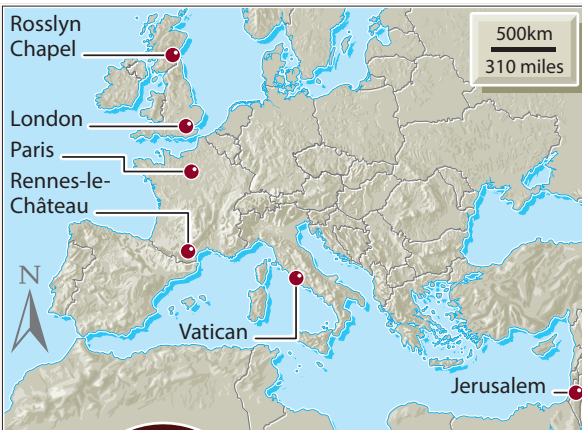 Rosslyn
Chapel
500km
310 miles
London
Paris
Rennes-le-
Château
N
Vatican
Jerusalem